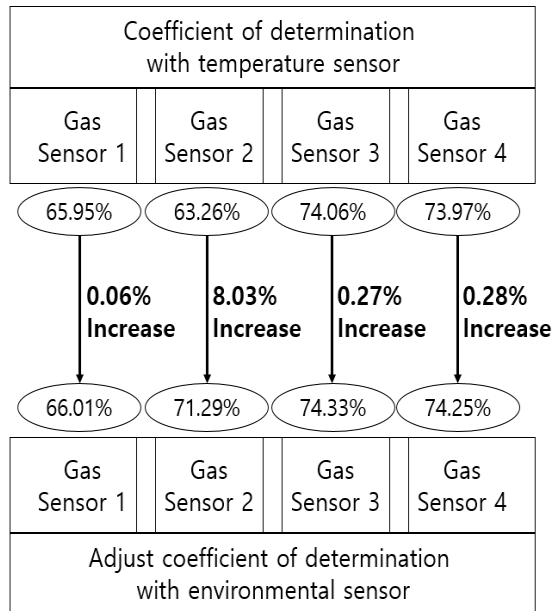 Coefficient of determination
with temperature sensor
Gas
Sensor 1
Gas
Sensor 2
Gas
Sensor 3
Gas
Sensor 4
65.95%
63.26%
74.06%
73.97%
0.06%
Increase
8.03%
Increase
0.27%
Increase
0.28%
Increase
66.01%
71.29%
74.33%
74.25%
Gas
Sensor 1
Gas
Sensor 2
Gas
Sensor 3
Gas
Sensor 4
Adjust coefficient of determination
with environmental sensor